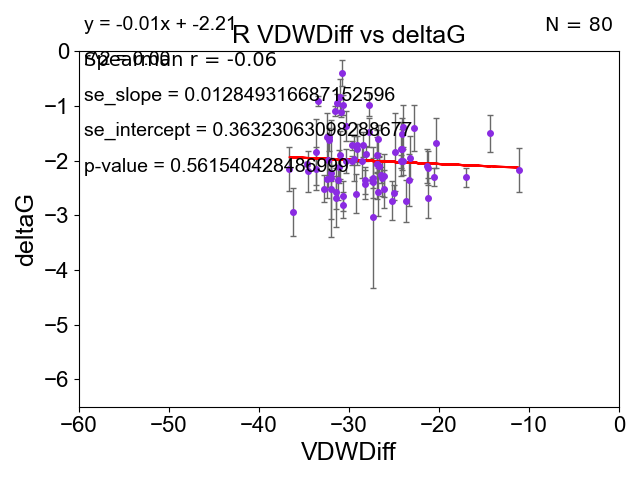 y = -0.01x + -2.21
R VDWDiff vs deltaG
N = 80
Spearman r = -0.06
se_slope = 0.012849316687152596
se_intercept = 0.36323063098288677
p-value = 0.561540428486999
deltaG
0
−1
−2
−3
−4
−5
−6
−60
−50
−40
−30
−20
−10
0
VDWDiff